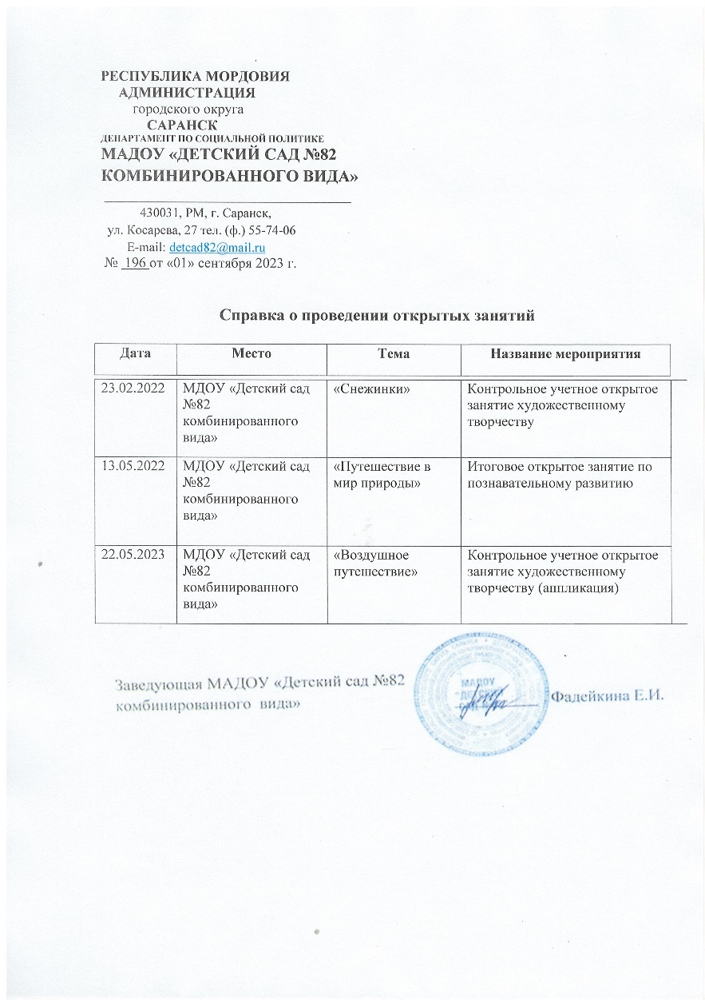 РЕСПУБЛИКА МОРДОВИЯ
АДМИНИСТРАЦИЯ
городского округа
САРАНСК
ДЕПАРТАМЕНТ ПО СОЦИАЛЬНОЙ ПОЛИТИКЕ
МАДОУ «ДЕТСКИЙ САД №82
КОМБИНИРОВАННОГО ВИДА»
430031, РМ, г. Саранск,
ул. Косарева, 27 тел. (ф.) 55-74-06
E-mail: detcad82@mail.ru
№ 196 от «01» сентября 2023 г.
Справка о проведении открытых занятий
Дата Место Тема Название мероприятия
23.02.2022 МДОУ «Детский сад «Снежинки» Контрольное учетное открытое
№82 занятие художественному
комбинированного творчеству
вида»
13.05.2022 МДОУ «Детский сад «Путешествие в Итоговое открытое занятие по
№82 мир природы» познавательному развитию
комбинированного
вида»
22.05.2023 МДОУ «Детский сад «Воздушное Контрольное учетное открытое
№82 путешествие» занятие художественному
комбинированного творчеству (аппликация)
вида»
Заведующая МАДОУ «Детский сад №82
комбинированного вида»
МАДОУ
Фадейкина Е.И.